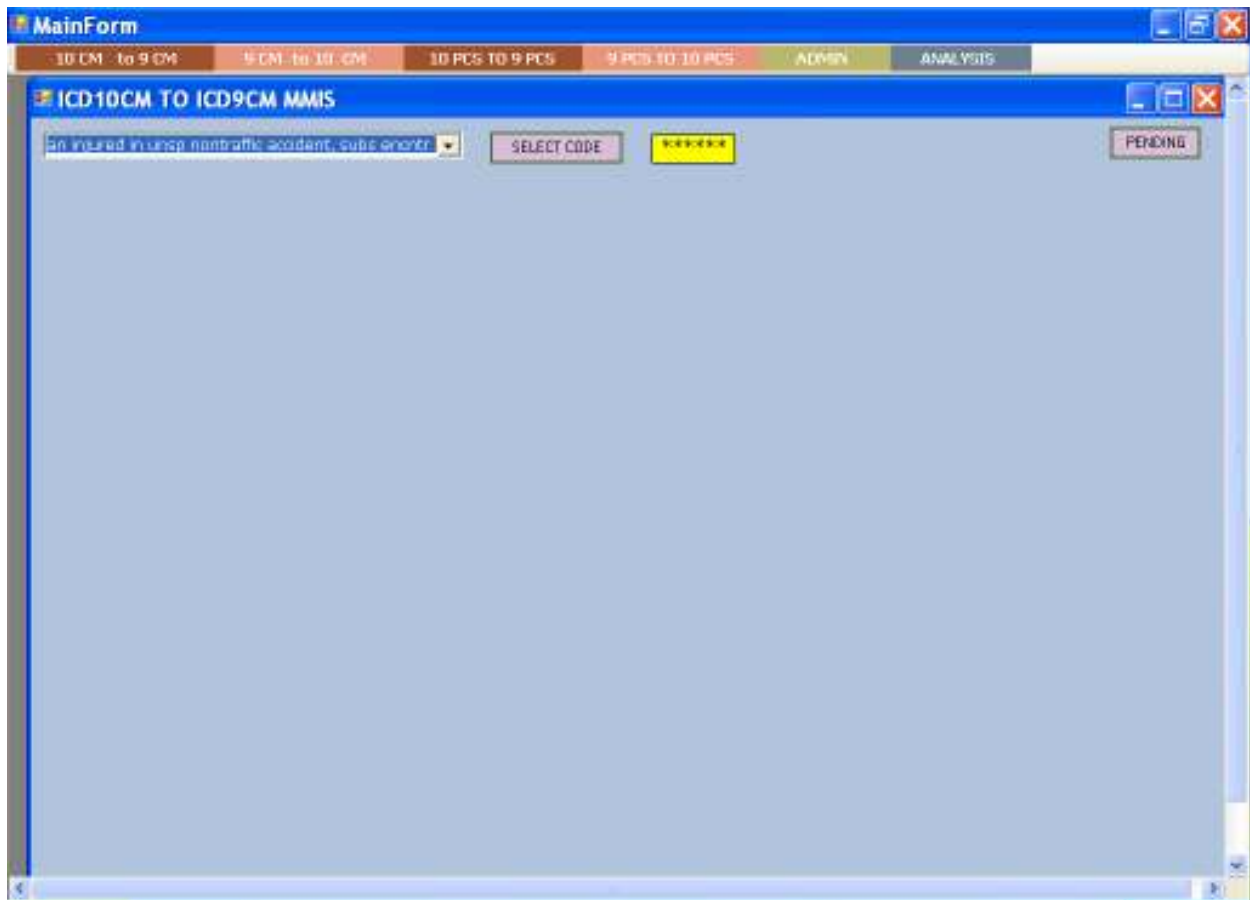 MainForm
10 CM to 9 CM 9 CM to 10 CM 10 PCS TO 9 PCS 9 PCS TO 10 PCS ADMIN ANALYSIS
ICD10CM TO ICD9CM MMIS
an injured in unsp nontraffic accident, subs encntr SELECT CODE ******* PENDING